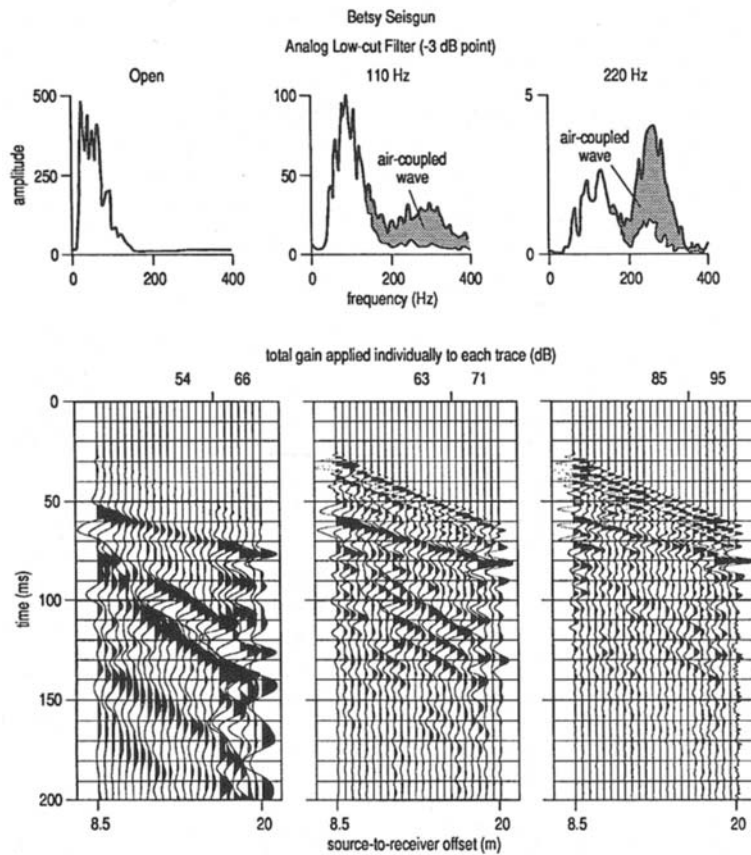 Betsy Seisgun
Analog Low-cut Filter (-3 dB point)
Open 110 Hz 220 Hz
500
250
0
amplitude
0 200 400
100
50
0
air-coupled
wave
0 200 400
frequency (Hz)
5
0
air-coupled
wave
0 200 400
total gain applied individually to each trace (dB)
54 66 63 71 85 95
0
50
100
150
200
time (ms)
8.5 20 8.5 20 8.5 20
source-to-receiver offset (m)